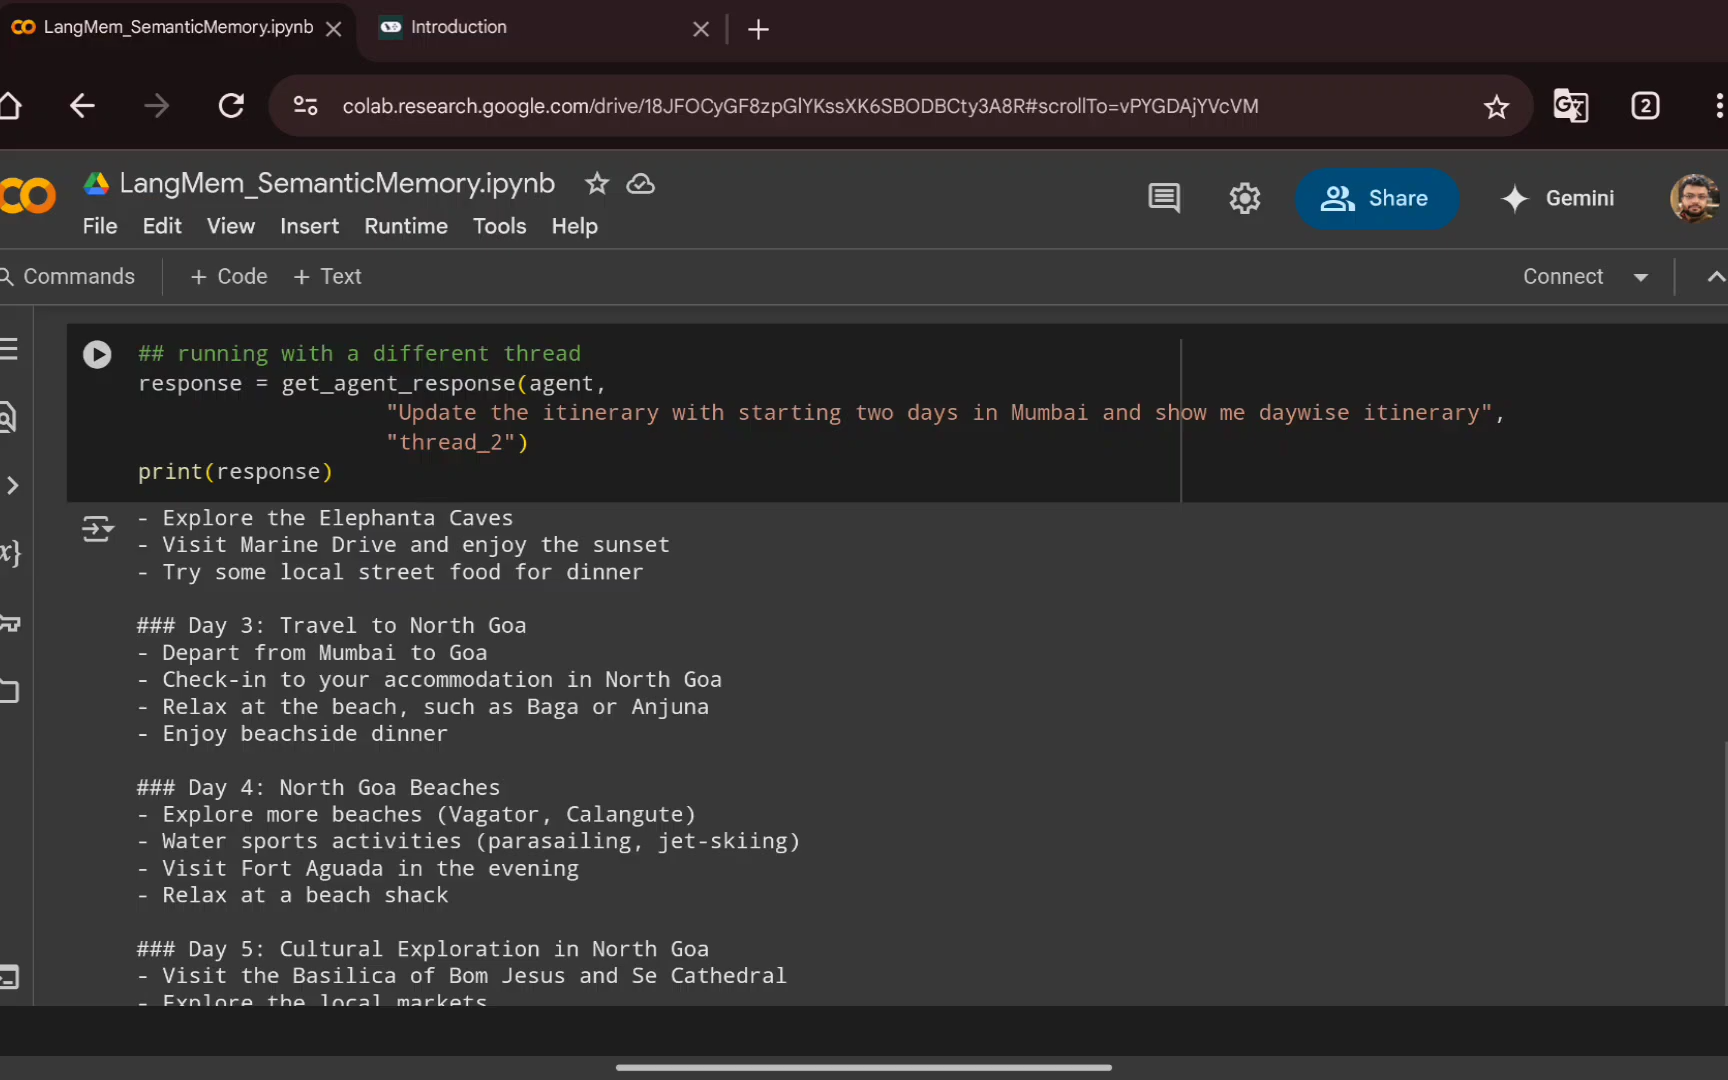 LangMem_SemanticMemory.ipynb
Introduction
colab.research.google.com/drive/18JFOCyGF8zpGlYKssXK6SBODBCty3A8R#scrollTo=vPYGDAjYVcVM
2
LangMem_SemanticMemory.ipynb
Share
Gemini
File Edit View Insert Runtime Tools Help
Commands + Code + Text
Connect
## running with a different thread
response = get_agent_response(agent,
"Update the itinerary with starting two days in Mumbai and show me daywise itinerary",
"thread_2")
print(response)
- Explore the Elephanta Caves
- Visit Marine Drive and enjoy the sunset
- Try some local street food for dinner
### Day 3: Travel to North Goa
- Depart from Mumbai to Goa
- Check-in to your accommodation in North Goa
- Relax at the beach, such as Baga or Anjuna
- Enjoy beachside dinner
### Day 4: North Goa Beaches
- Explore more beaches (Vagator, Calangute)
- Water sports activities (parasailing, jet-skiing)
- Visit Fort Aguada in the evening
- Relax at a beach shack
### Day 5: Cultural Exploration in North Goa
- Visit the Basilica of Bom Jesus and Se Cathedral
- Explore the local markets